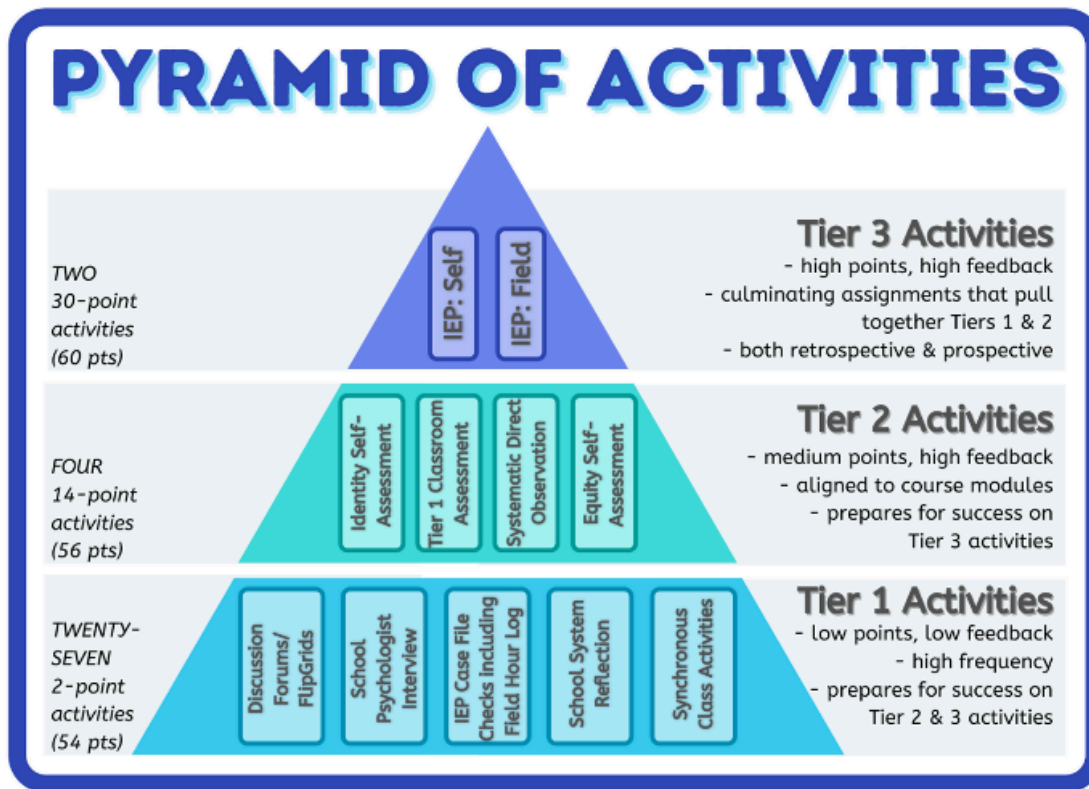 PYRAMID OF ACTIVITIES
TWO
30-point
activities
(60 pts)
IEP: Self
IEP: Field
Tier 3 Activities
- high points, high feedback
- culminating assignments that pull
together Tiers 1 & 2
- both retrospective & prospective
FOUR
14-point
activities
(56 pts)
Identity Self-
Assessment
Tier 1 Classroom
Assessment
Systematic Direct
Observation
Equity Self-
Assessment
Tier 2 Activities
- medium points, high feedback
- aligned to course modules
- prepares for success on
Tier 3 activities
TWENTY-
SEVEN
2-point
activities
(54 pts)
Discussion
Forums/
FlipGrids
School
Psychologist
Interview
IEP Case File
Checks including
Field Hour Log
School System
Reflection
Synchronous
Class Activities
Tier 1 Activities
- low points, low feedback
- high frequency
- prepares for success on
Tier 2 & 3 activities